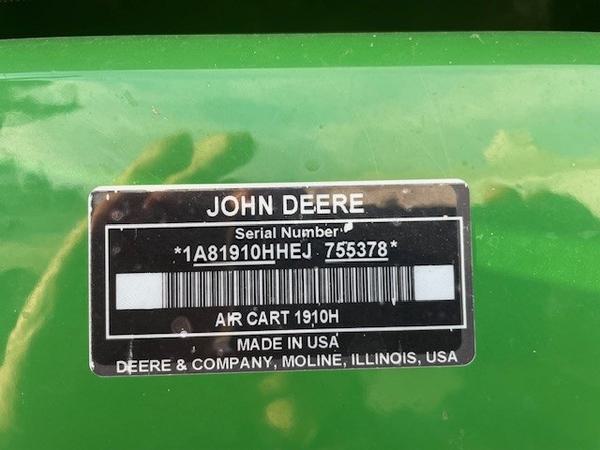 JOHN DEERE
Serial Number
*1A81910HHEJ 755378*
AIR CART 1910H
MADE IN USA
DEERE & COMPANY, MOLINE, ILLINOIS, USA